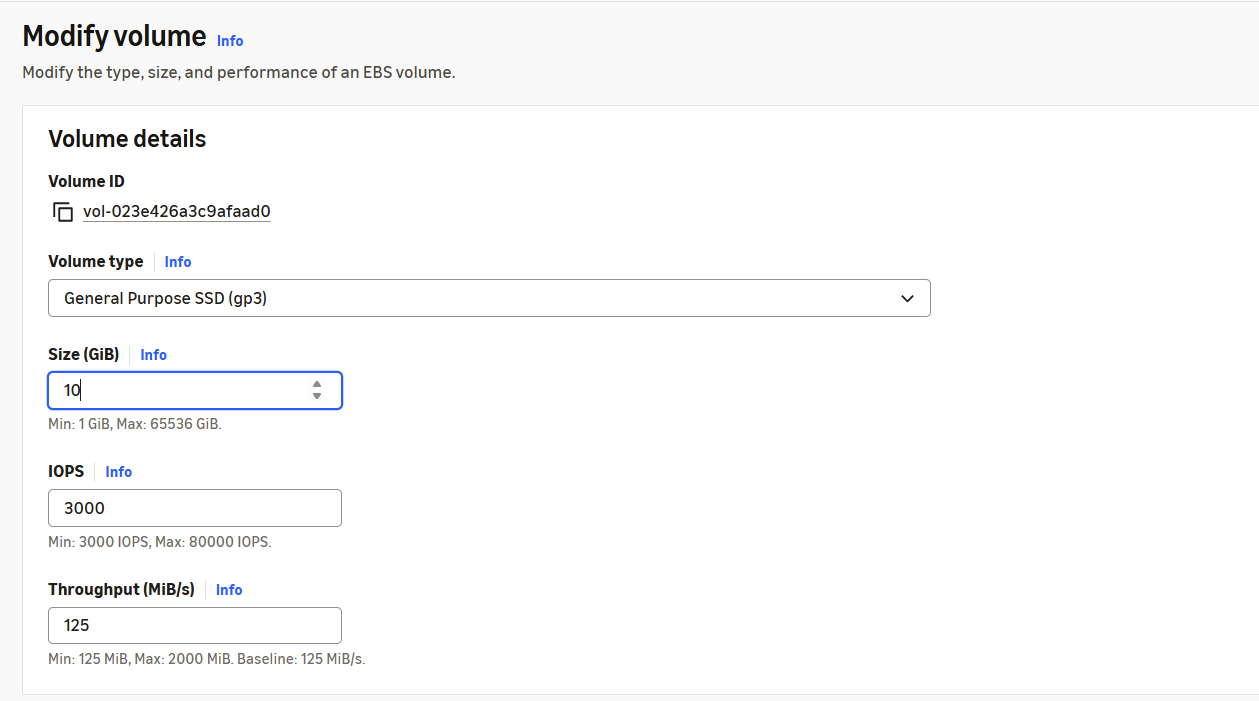 Modify volume Info
Modify the type, size, and performance of an EBS volume.
Volume details
Volume ID
vol-023e426a3c9afaad0
Volume type Info
General Purpose SSD (gp3)
Size (GiB) Info
10
Min: 1 GiB, Max: 65536 GiB.
IOPS Info
3000
Min: 3000 IOPS, Max: 80000 IOPS.
Throughput (MiB/s) Info
125
Min: 125 MiB, Max: 2000 MiB. Baseline: 125 MiB/s.